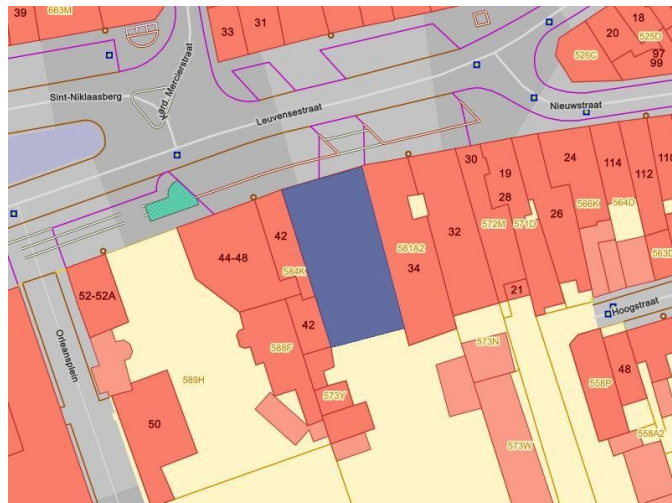 39
663M
33
31
18
525D
20
97
99
526C
Kard. Mercierstraat
Sint-Niklaasberg
Leuvensestraat
Nieuwstraat
30
19
24
114
110
112
28
566K
564D
42
572M
571D
26
32
581A2
44-48
584K
34
563D
52-52A
21
Hoogstraat
Orleansplein
42
588F
573N
589H
558P
48
573Y
50
573W
558A2